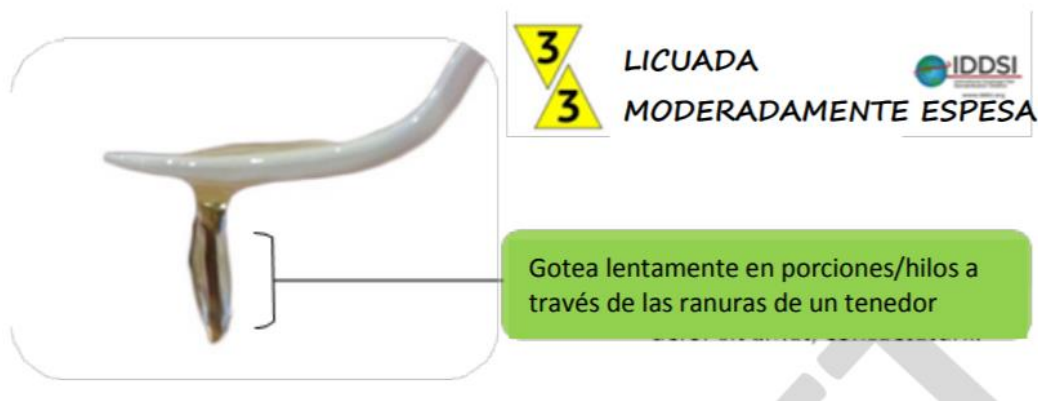 3
LICUADA
IDDSI
3
MODERADAMENTE ESPESA
Gotea lentamente en porciones/hilos a
través de las ranuras de un tenedor